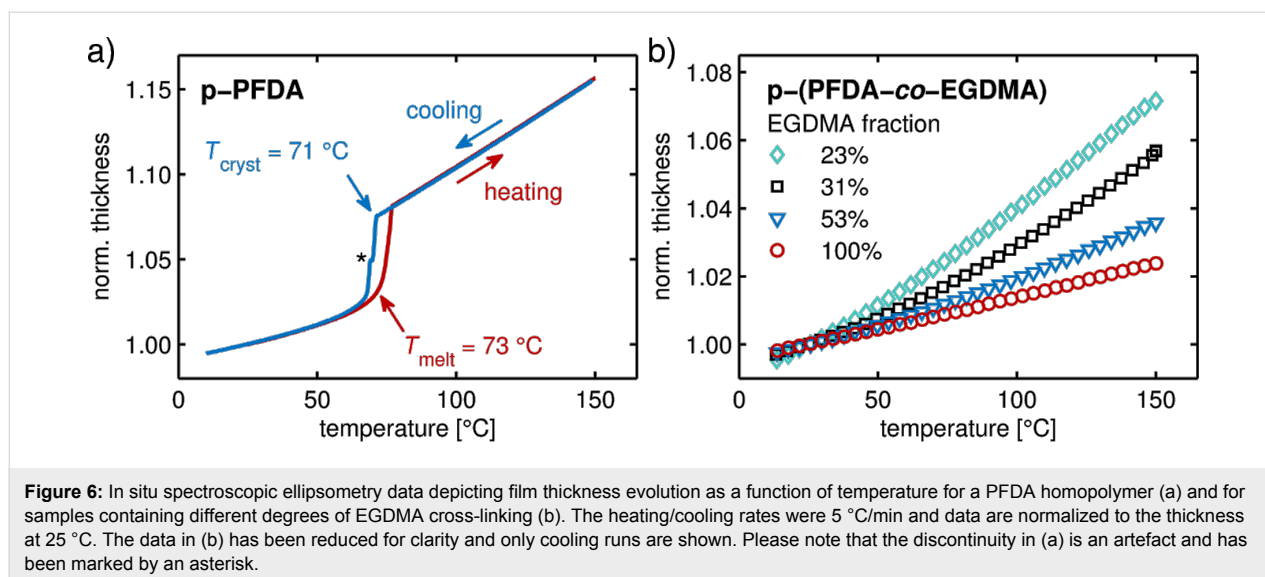 a)
p–PFDA
cooling
T_cryst = 71 °C
heating
*
T_melt = 73 °C
1.15
1.10
1.05
1.00
norm. thickness
0
50
100
150
temperature [°C]
b)
p–(PFDA–co–EGDMA)
EGDMA fraction
23%
31%
53%
100%
1.08
1.06
1.04
1.02
1.00
norm. thickness
0
50
100
150
temperature [°C]
Figure 6: In situ spectroscopic ellipsometry data depicting film thickness evolution as a function of temperature for a PFDA homopolymer (a) and for
samples containing different degrees of EGDMA cross-linking (b). The heating/cooling rates were 5 °C/min and data are normalized to the thickness
at 25 °C. The data in (b) has been reduced for clarity and only cooling runs are shown. Please note that the discontinuity in (a) is an artefact and has
been marked by an asterisk.